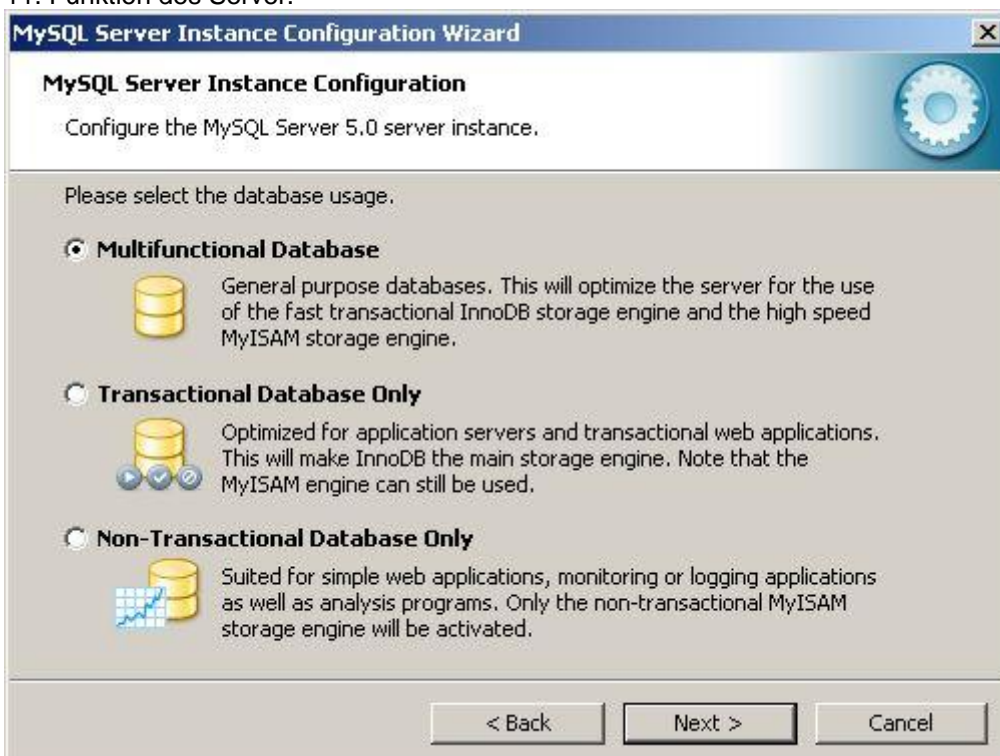 11. Funktion des Server:
MySQL Server Instance Configuration Wizard
MySQL Server Instance Configuration
Configure the MySQL Server 5.0 server instance.
Please select the database usage.
Multifunctional Database
General purpose databases. This will optimize the server for the use
of the fast transactional InnoDB storage engine and the high speed
MyISAM storage engine.
Transactional Database Only
Optimized for application servers and transactional web applications.
This will make InnoDB the main storage engine. Note that the
MyISAM engine can still be used.
Non-Transactional Database Only
Suited for simple web applications, monitoring or logging applications
as well as analysis programs. Only the non-transactional MyISAM
storage engine will be activated.
< Back
Next >
Cancel